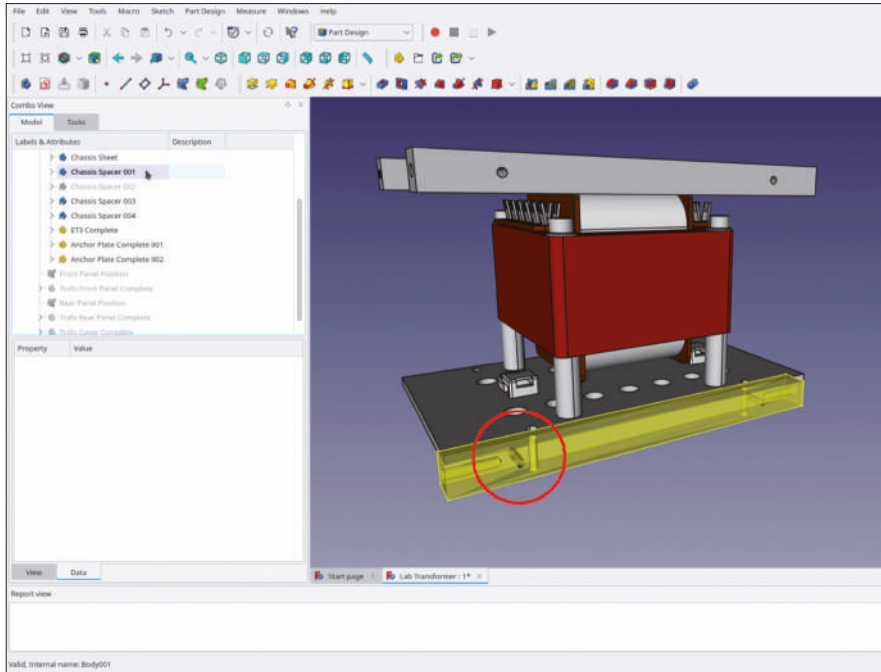 File Edit View Tools Macro Sketch Part Design Measure Windows Help
Part Design
Combo View
Model Tasks
Labels & Attributes Description
Chassis Sheet
Chassis Spacer 001
Chassis Spacer 002
Chassis Spacer 003
Chassis Spacer 004
ET3 Complete
Anchor Plate Complete 001
Anchor Plate Complete 002
Front Panel Position
Trafo Front Panel Complete
Rear Panel Position
Trafo Rear Panel Complete
Trafo Cover Complete
Property Value
View Data
Start page Lab Transformer : 1*
Report view
Valid, Internal name: Body001